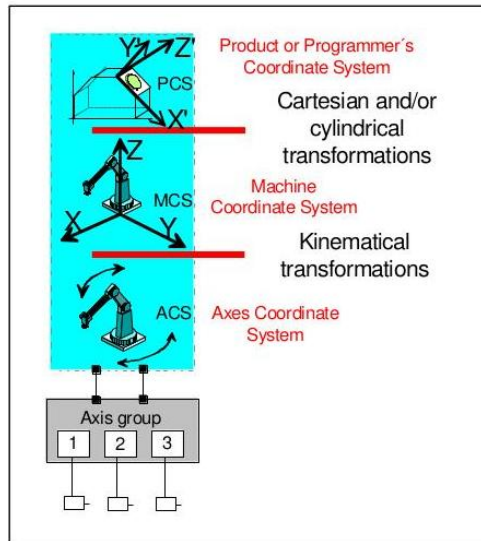 Y' Z'
PCS
X'
Product or Programmer´s
Coordinate System
Cartesian and/or
cylindrical
transformations
Z
MCS
X
Y
Machine
Coordinate System
Kinematical
transformations
ACS
Axes Coordinate
System
Axis group
1 2 3